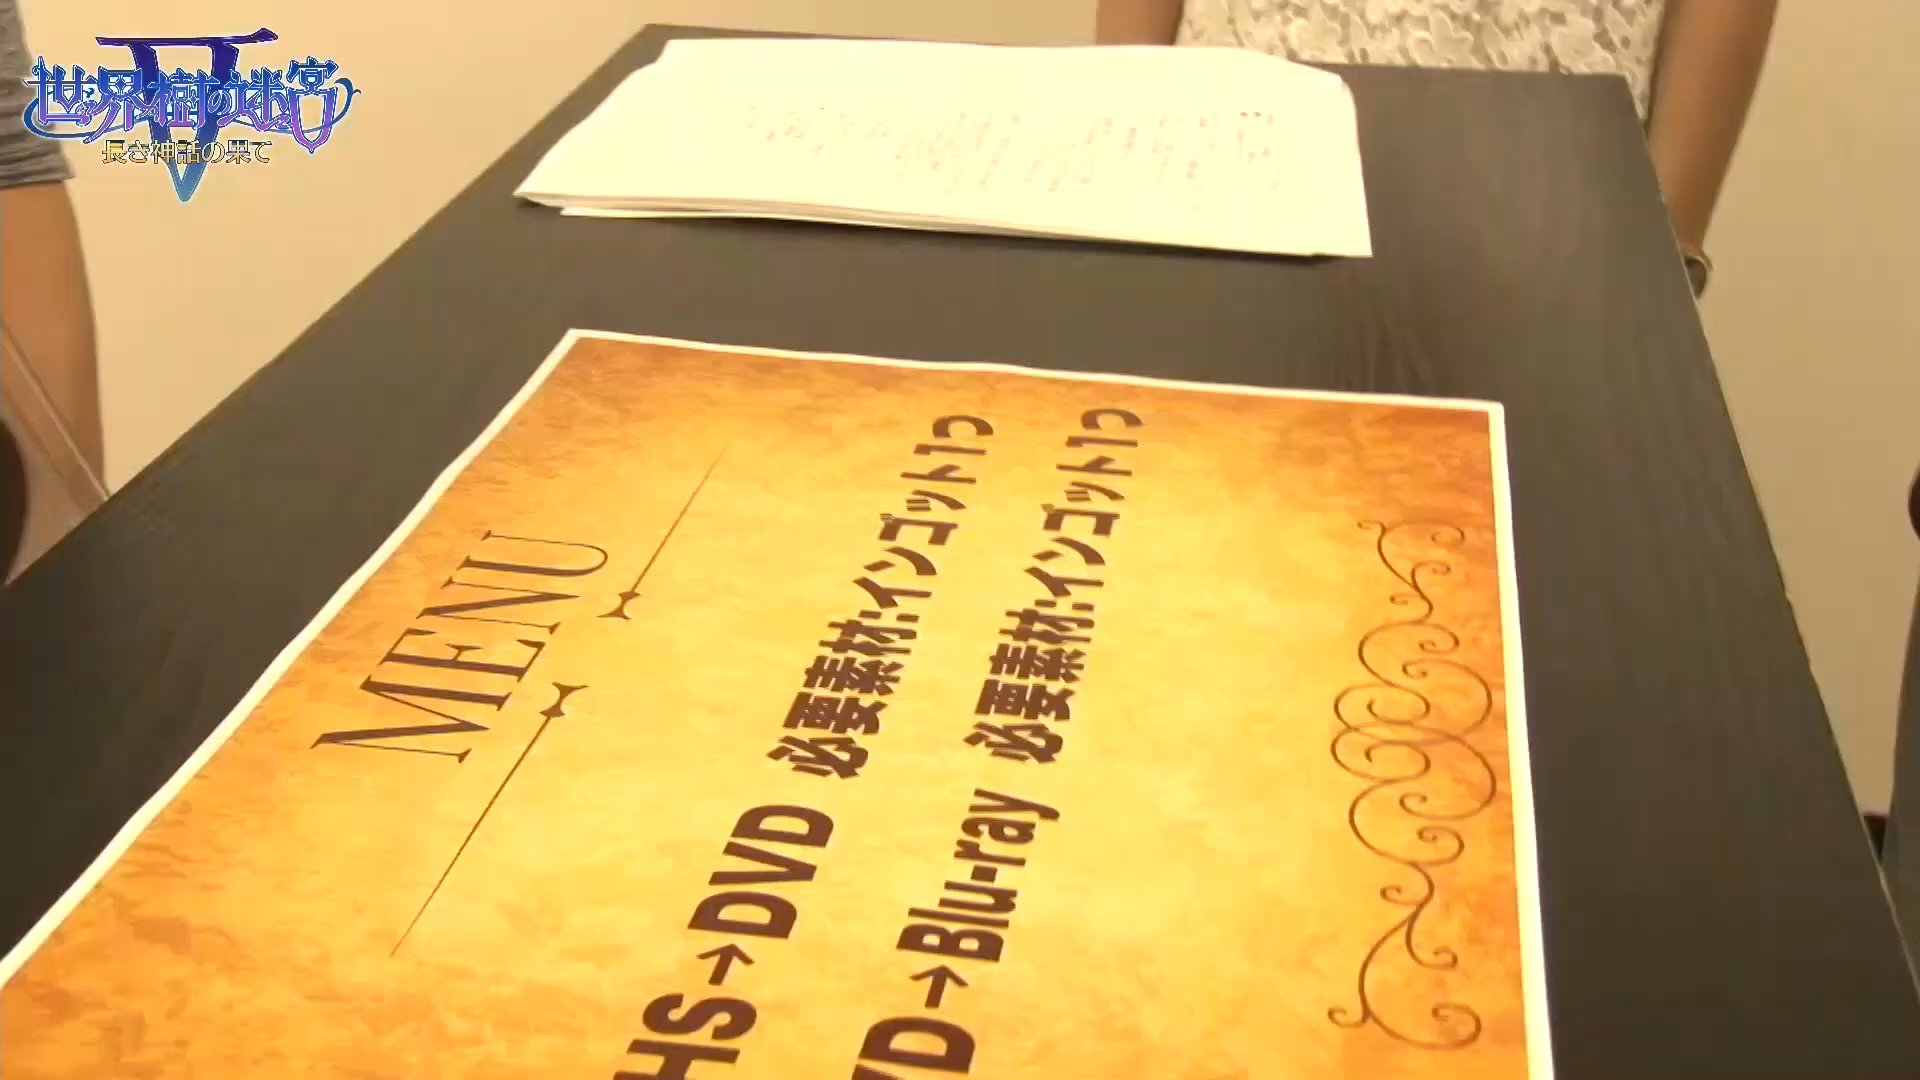 世界樹の迷宮V
長き神話の果て
MENU
HS→DVD 必要素材:インゴット1つ
VD→Blu-ray 必要素材:インゴット1つ